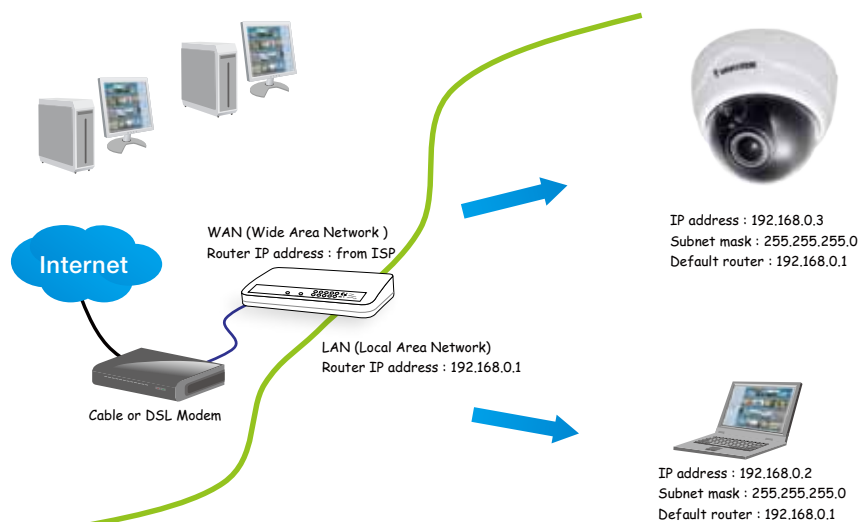 WAN (Wide Area Network )
Router IP address : from ISP
Internet
LAN (Local Area Network)
Router IP address : 192.168.0.1
Cable or DSL Modem
IP address : 192.168.0.3
Subnet mask : 255.255.255.0
Default router : 192.168.0.1
IP address : 192.168.0.2
Subnet mask : 255.255.255.0
Default router : 192.168.0.1